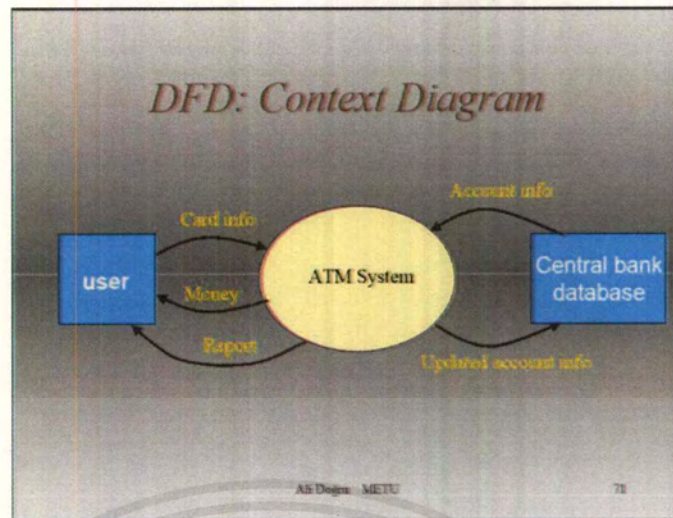 DFD: Context Diagram
Account info
Card info
user
ATM System
Central bank
database
Money
Report
Updated account info
METU
71